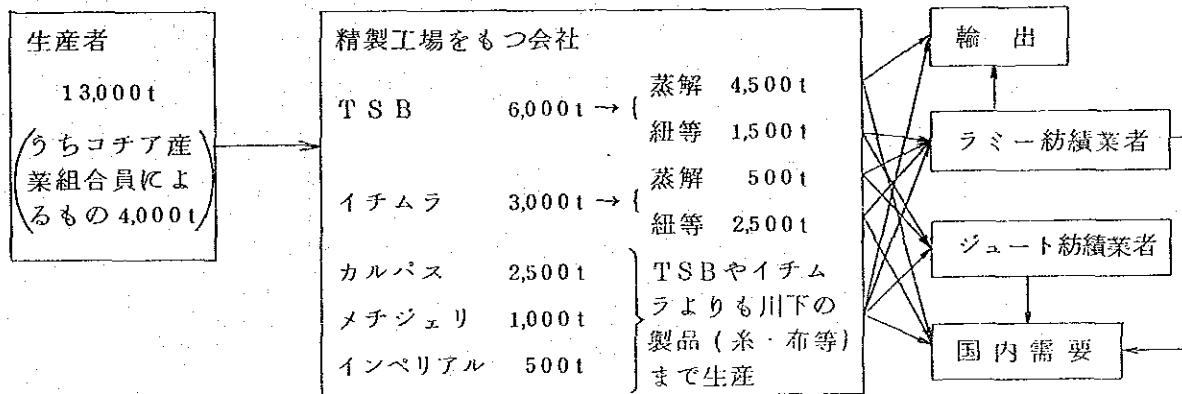 生産者
13,000t
(うちコチア産
業組合員によ
るもの 4,000t)
精製工場をもつ会社
TSB 6,000t → { 蒸解 4,500t
紐等 1,500t
イチムラ 3,000t → { 蒸解 500t
紐等 2,500t
カルパス 2,500t
メチジェリ 1,000t
インペリアル 500t
TSBやイチム
ラよりも川下の
製品(糸・布等)
まで生産
輸出
ラミー紡績業者
ジュート紡績業者
国内需要